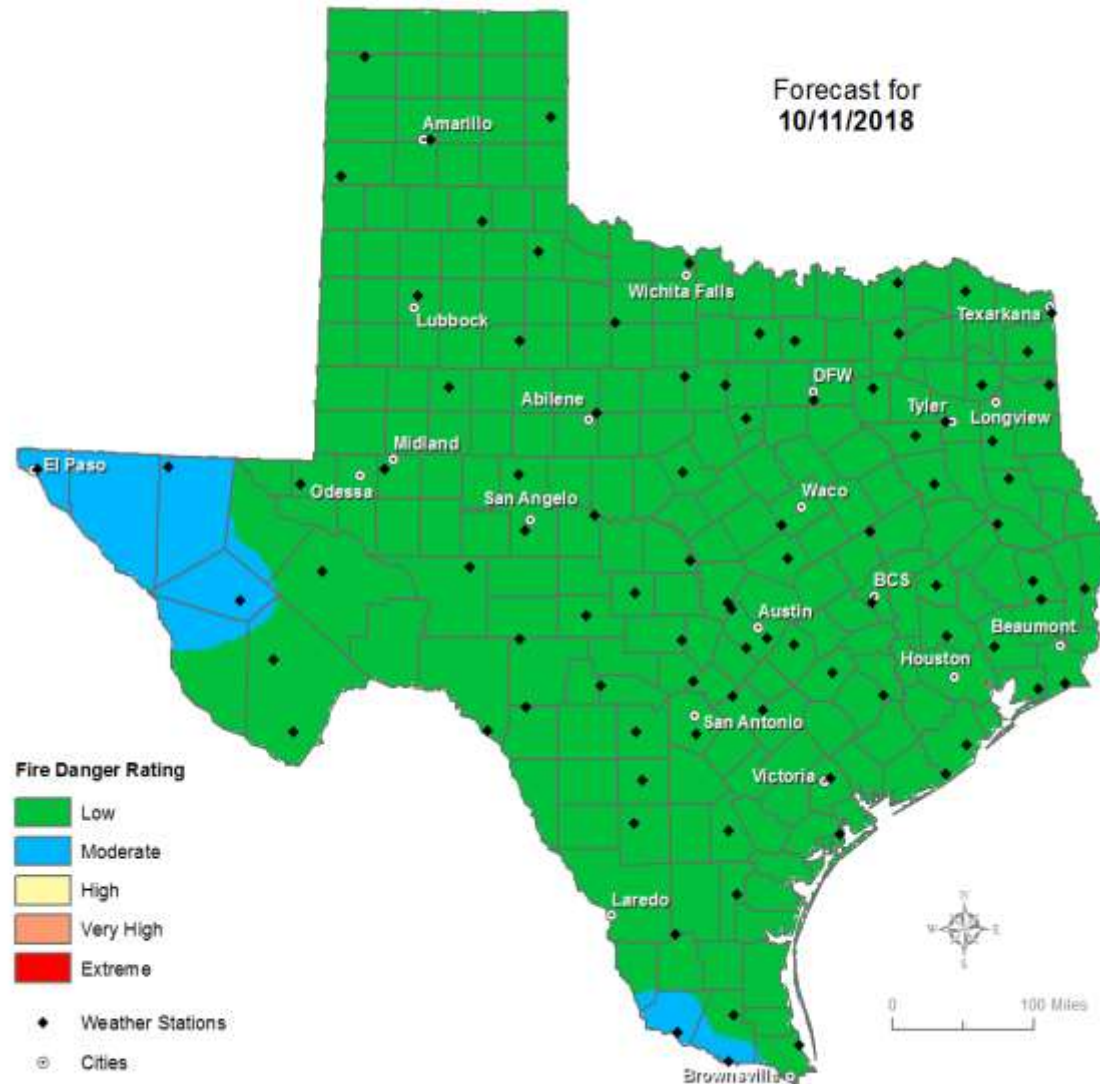 Forecast for
10/11/2018
Amarillo
Wichita Falls
Lubbock
Texarkana
DFW
Abilene
Tyler
Longview
Midland
El Paso
Odessa
San Angelo
Waco
BCS
Austin
Beaumont
Houston
San Antonio
Victoria
Laredo
Brownsville
Fire Danger Rating
Low
Moderate
High
Very High
Extreme
Weather Stations
Cities
N
W E
S
0 100 Miles